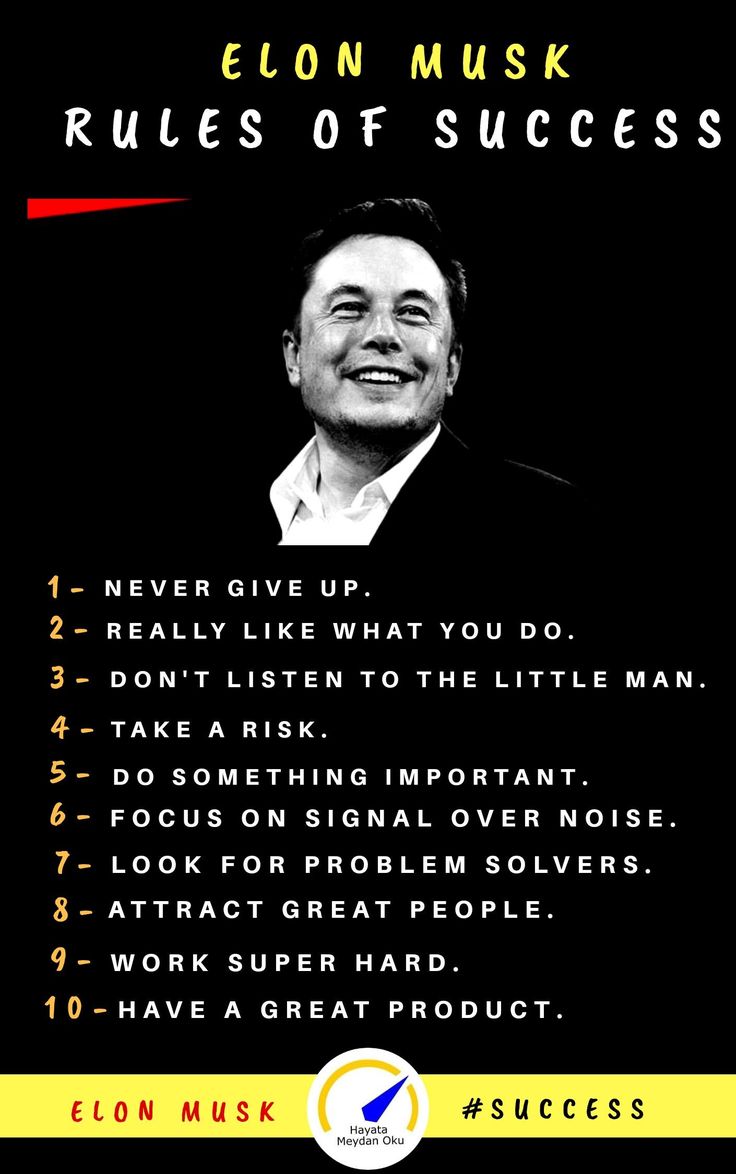 ELON MUSK
RULES OF SUCCESS
1- NEVER GIVE UP.
2- REALLY LIKE WHAT YOU DO.
3- DON'T LISTEN TO THE LITTLE MAN.
4- TAKE A RISK.
5- DO SOMETHING IMPORTANT.
6- FOCUS ON SIGNAL OVER NOISE.
7- LOOK FOR PROBLEM SOLVERS.
8- ATTRACT GREAT PEOPLE.
9- WORK SUPER HARD.
10- HAVE A GREAT PRODUCT.
ELON MUSK
Hayata
Meydan Oku
#SUCCESS